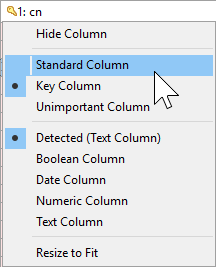 1: cn
Hide Column
Standard Column
Key Column
Unimportant Column
Detected (Text Column)
Boolean Column
Date Column
Numeric Column
Text Column
Resize to Fit